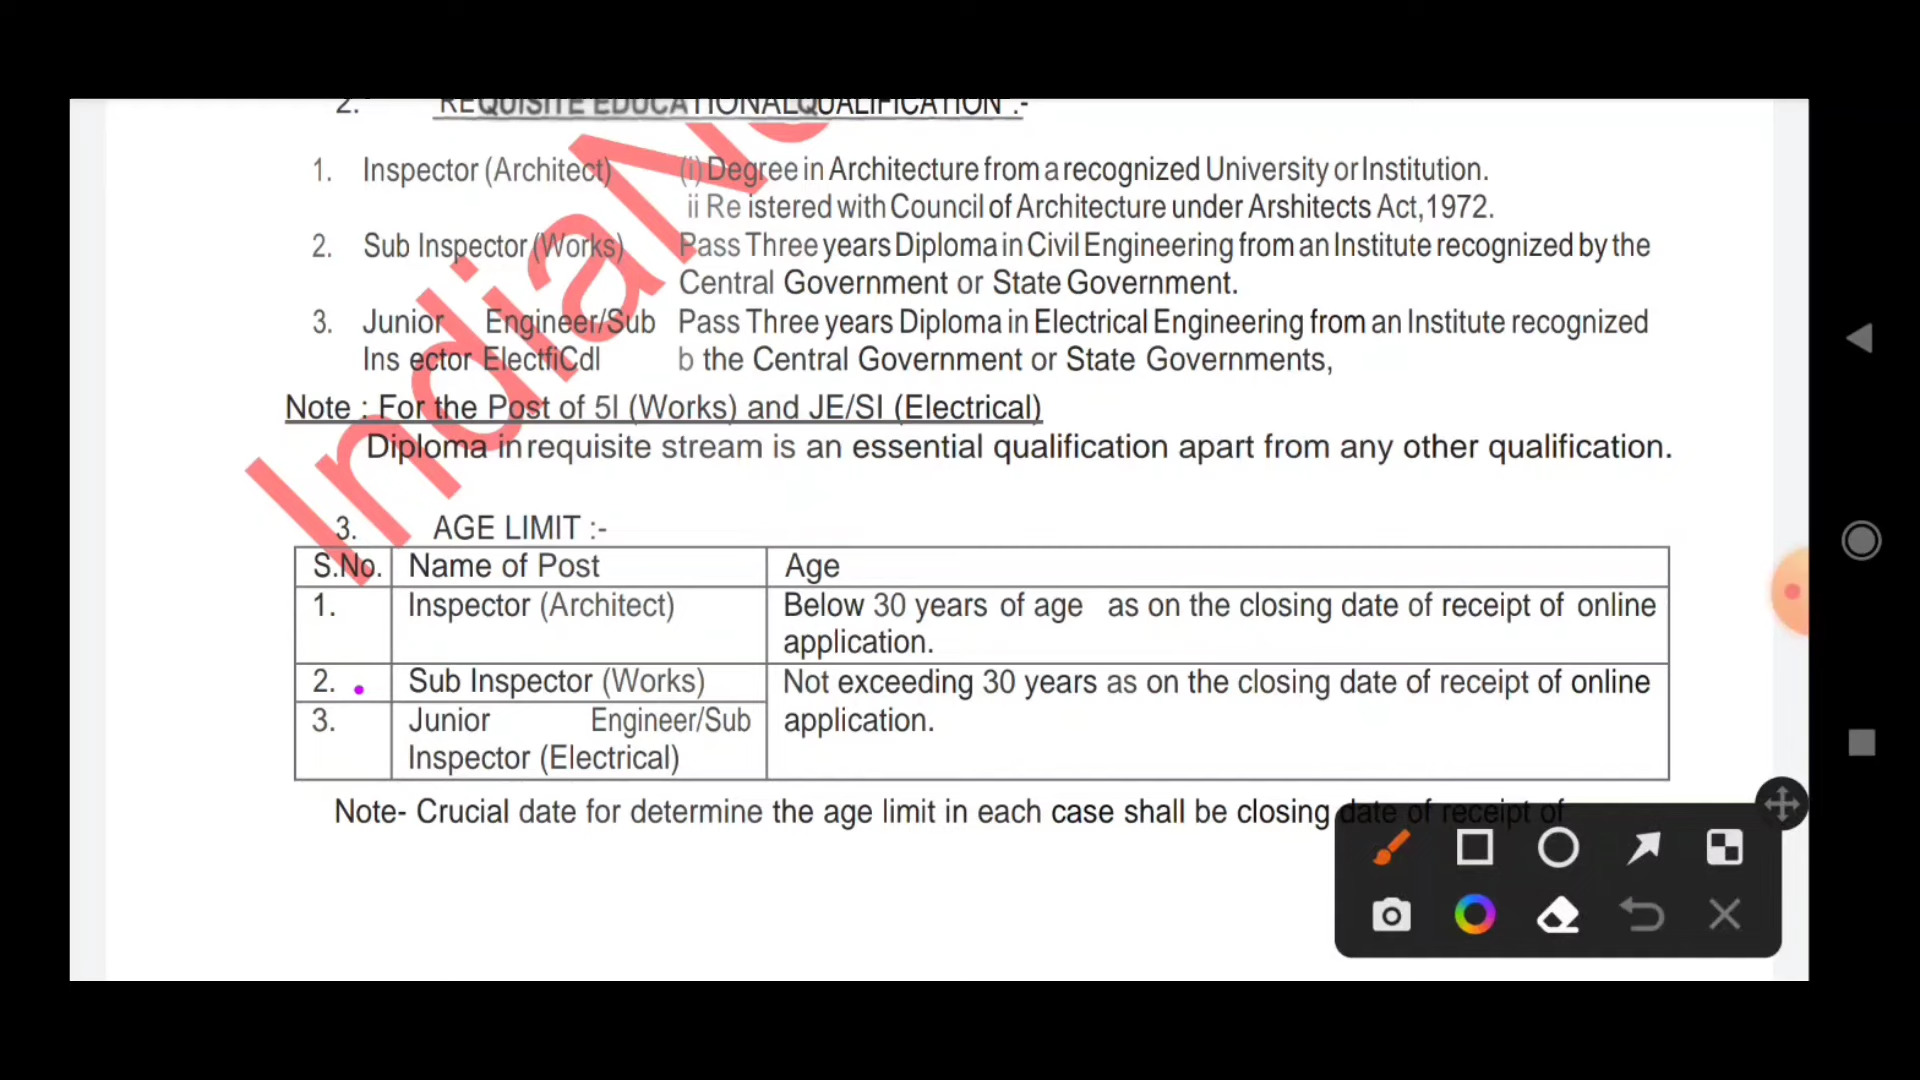 2. REQUISITE EDUCATIONALQUALIFICATION :-
IndiaN
1. Inspector (Architect) (i) Degree in Architecture from a recognized University or Institution.
ii Re istered with Council of Architecture under Arshitects Act,1972.
2. Sub Inspector (Works) Pass Three years Diploma in Civil Engineering from an Institute recognized by the
Central Government or State Government.
3. Junior Engineer/Sub Pass Three years Diploma in Electrical Engineering from an Institute recognized
Ins ector ElectfiCdl b the Central Government or State Governments,
Note : For the Post of 5I (Works) and JE/SI (Electrical)
Diploma in requisite stream is an essential qualification apart from any other qualification.
3. AGE LIMIT :-
S.No. Name of Post Age
1. Inspector (Architect) Below 30 years of age as on the closing date of receipt of online
application.
2. Sub Inspector (Works) Not exceeding 30 years as on the closing date of receipt of online
3. Junior Engineer/Sub application.
Inspector (Electrical)
Note- Crucial date for determine the age limit in each case shall be closing date of receipt of